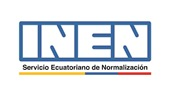 INEN
Servicio Ecuatoriano de Normalización